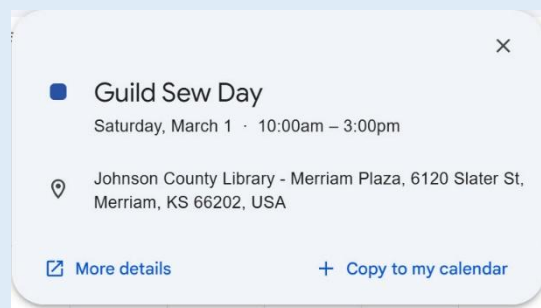 Guild Sew Day
Saturday, March 1 · 10:00am – 3:00pm
Johnson County Library - Merriam Plaza, 6120 Slater St,
Merriam, KS 66202, USA
More details
Copy to my calendar